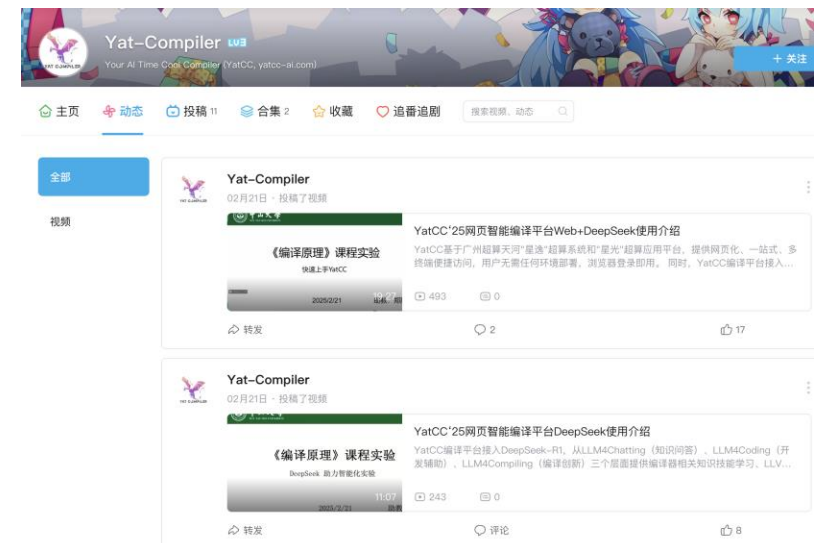 Yat-Compiler LV3
Your AI Time Cool Compiler (YatCC, yatcc-ai.com)
+ 关注
主页 动态 投稿 11 合集 2 收藏 追番追剧 搜索视频、动态
全部
视频
Yat-Compiler
02月21日 · 投稿了视频
中山大学
《编译原理》课程实验
快速上手YatCC
2025/2/21
19:27
YatCC'25网页智能编译平台Web+DeepSeek使用介绍
YatCC基于广州超算天河"星逸"超算系统和"星光"超算应用平台，提供网页化、一站式、多
终端便捷访问，用户无需任何环境部署，浏览器登录即用。 同时，YatCC编译平台接入...
493 0
转发 2 17
Yat-Compiler
02月21日 · 投稿了视频
《编译原理》课程实验
DeepSeek 助力智能化实验
2025/2/21
11:07
YatCC'25网页智能编译平台DeepSeek使用介绍
YatCC编译平台接入DeepSeek-R1，从LLM4Chatting（知识问答）、LLM4Coding（开
发辅助）、LLM4Compiling（编译创新）三个层面提供编译器相关知识技能学习、LLV...
243 0
转发 评论 8